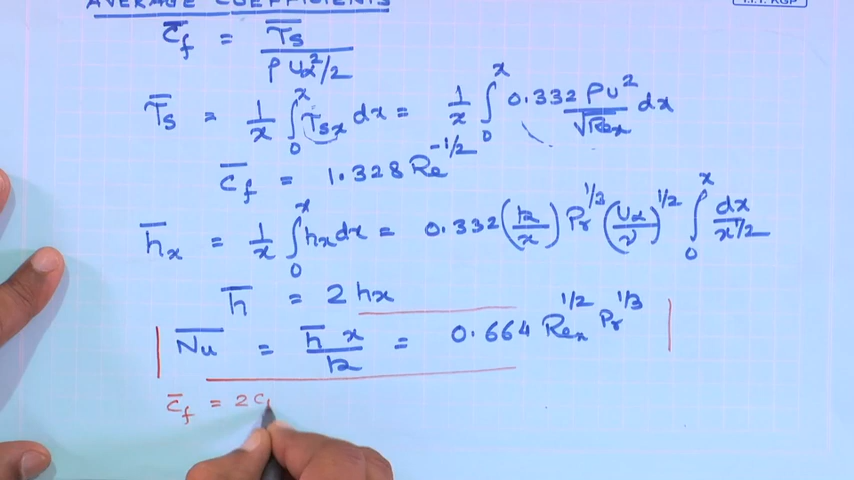 AVERAGE COEFFICIENTS
C̅f = τ̅s / (ρ U∝²/2)
τ̅s = 1/x ∫₀ˣ τsx dx = 1/x ∫₀ˣ 0.332 ρU²/√Rex dx
C̅f = 1.328 Re^-1/2
h̅x = 1/x ∫₀ˣ hx dx = 0.332 (k/x) Pr^1/3 (U∝/ν)^1/2 ∫₀ˣ dx/x^1/2
h̅ = 2 hx
N̅u̅ = h̅ x/k = 0.664 Rex^1/2 Pr^1/3
C̅f = 2C